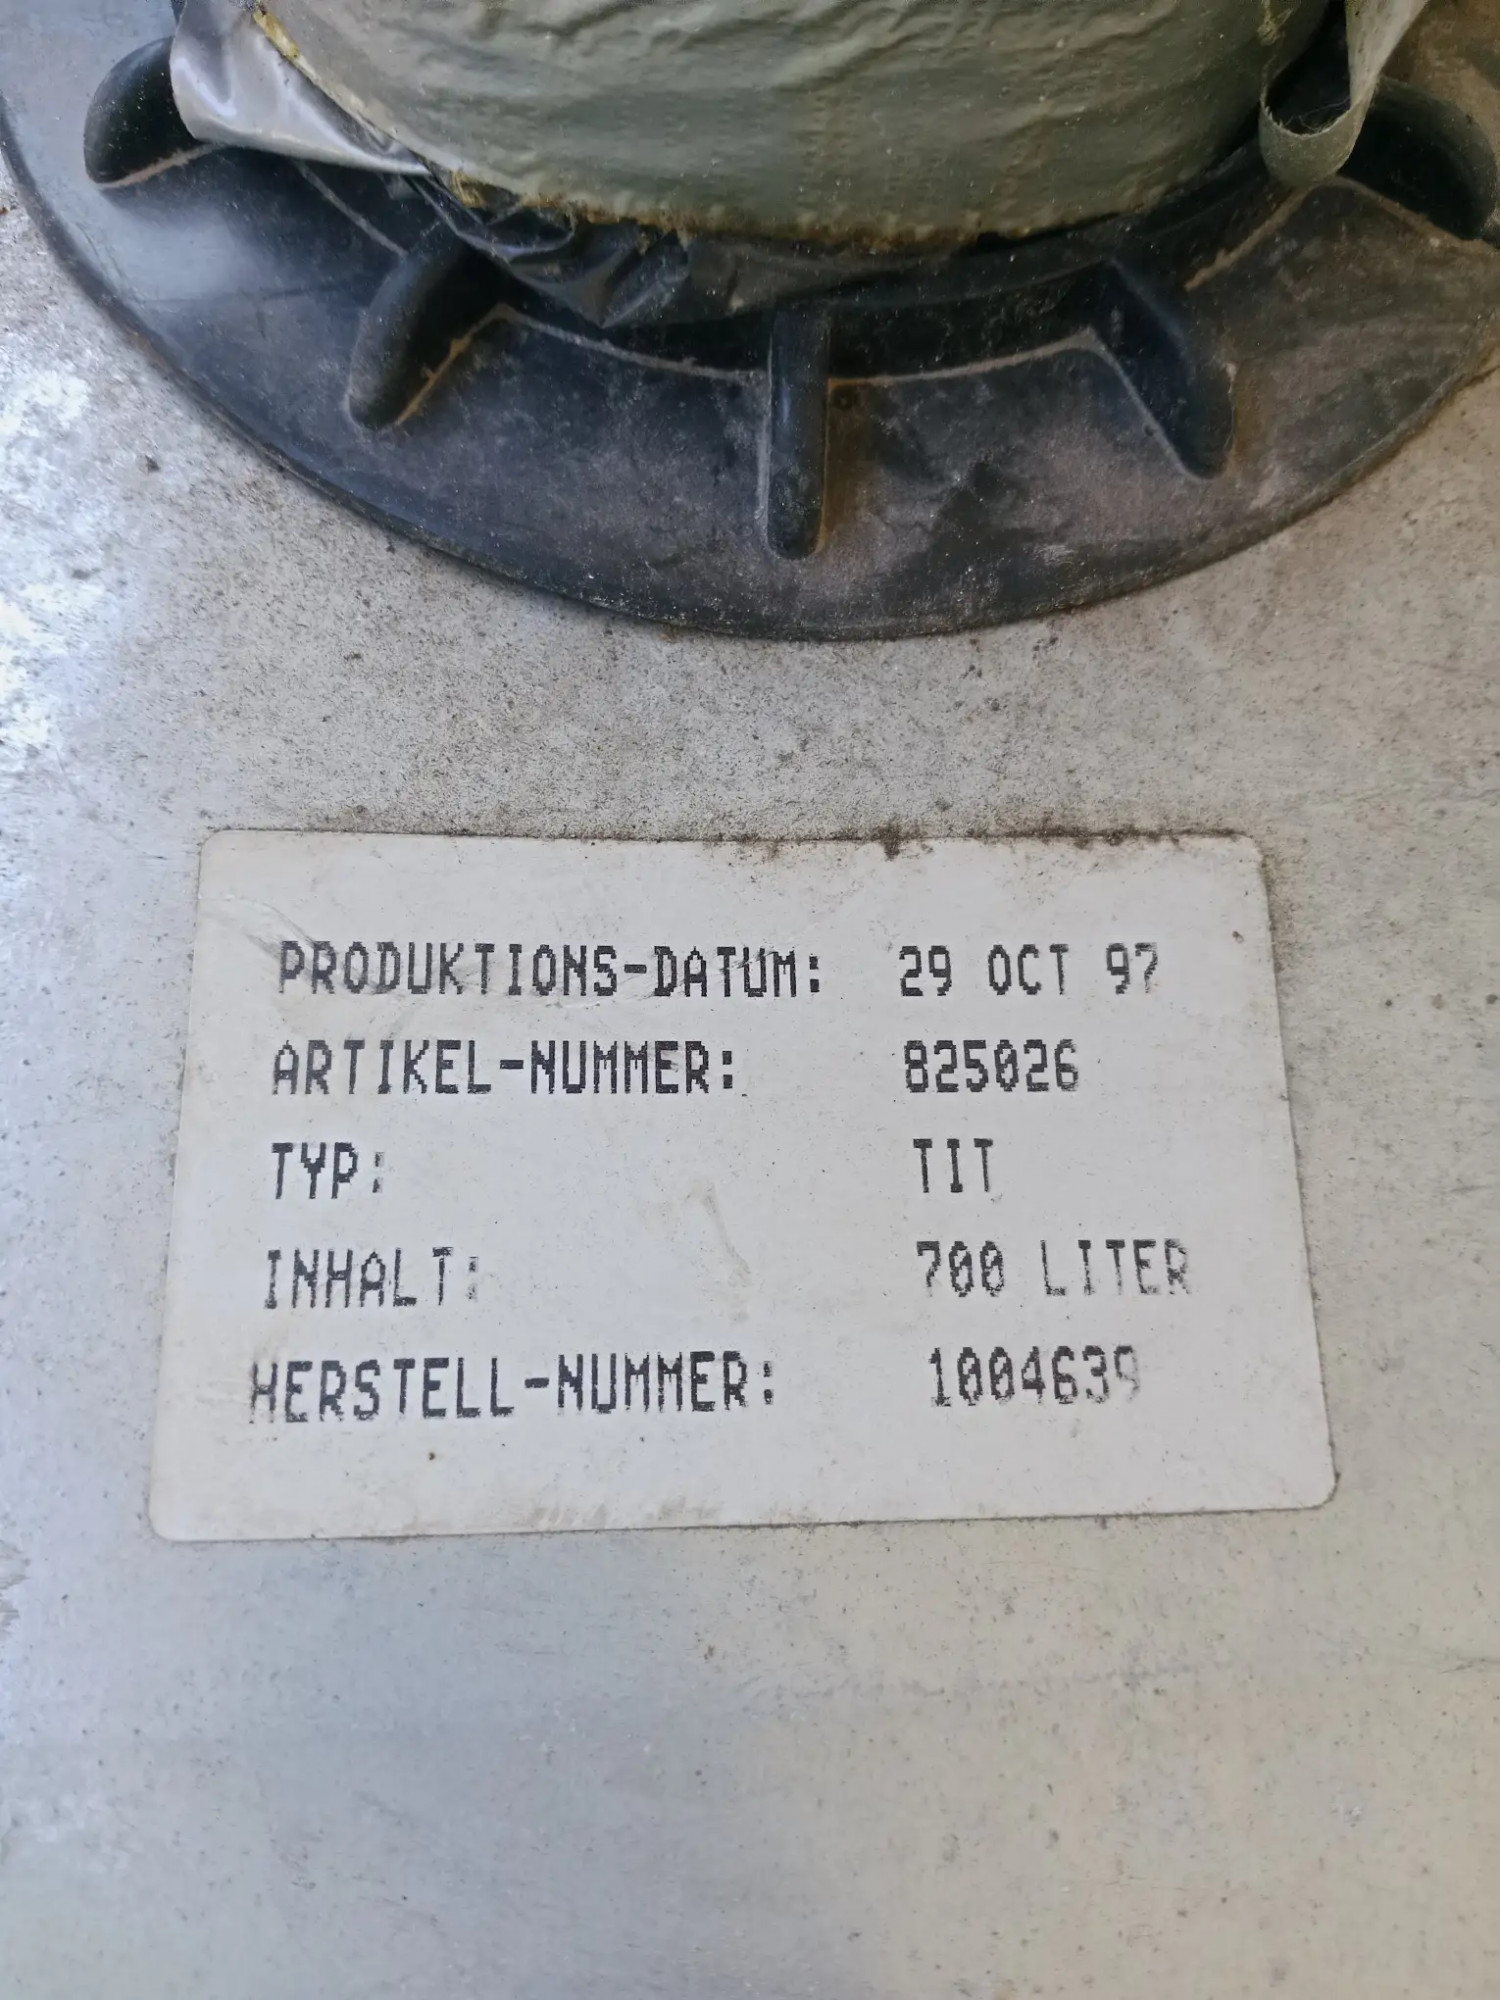 PRODUKTIONS-DATUM: 29 OCT 97
ARTIKEL-NUMMER: 825026
TYP: TIT
INHALT: 700 LITER
HERSTELL-NUMMER: 1004639